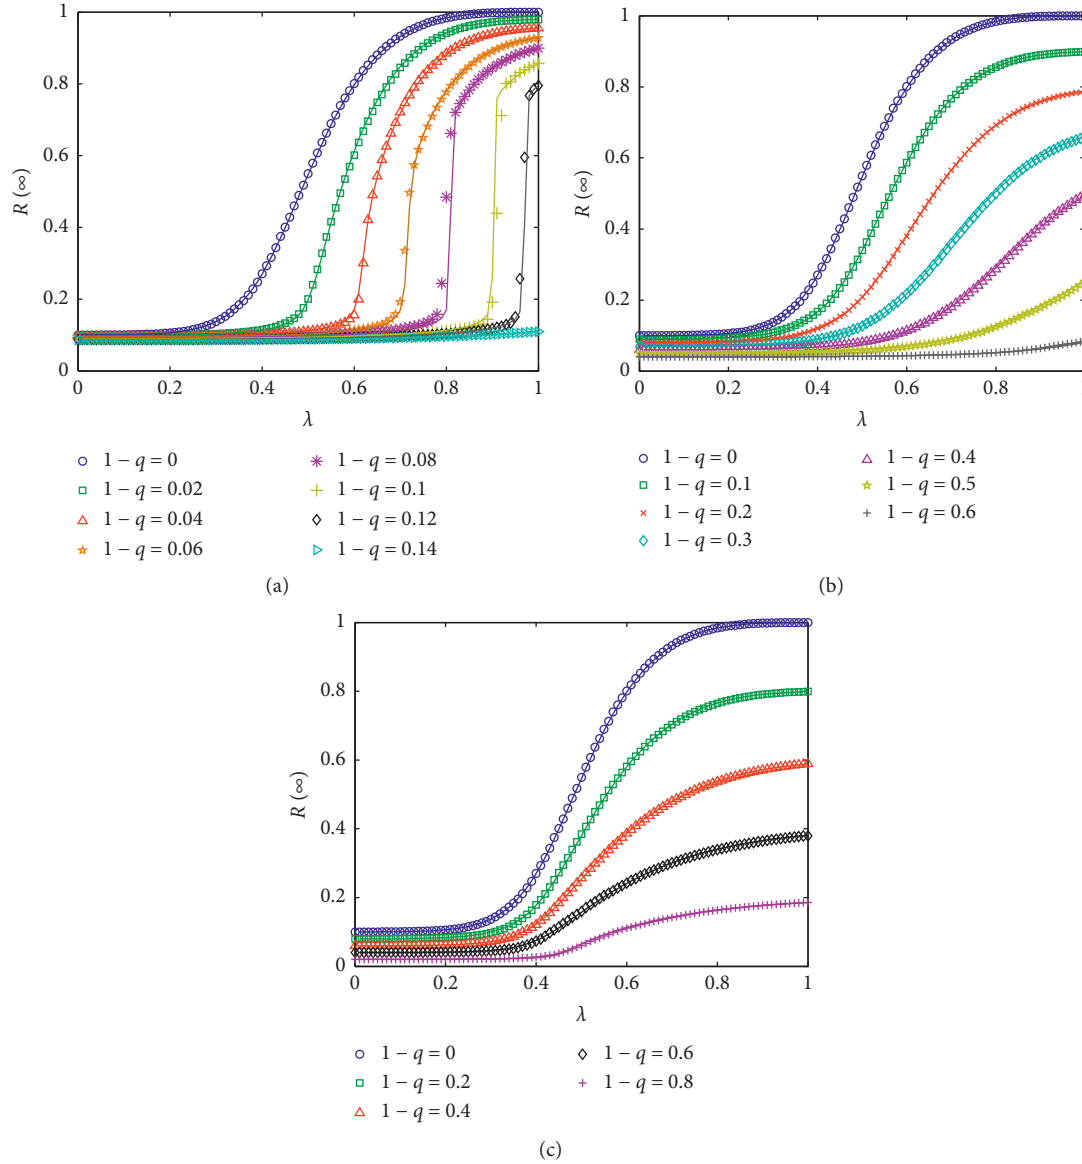 1
0.8
0.6
0.4
0.2
0
R (∞)
0
0.2
0.4
0.6
0.8
1
λ
1 – q = 0
1 – q = 0.02
1 – q = 0.04
1 – q = 0.06
1 – q = 0.08
1 – q = 0.1
1 – q = 0.12
1 – q = 0.14
(a)
1
0.8
0.6
0.4
0.2
0
R (∞)
0
0.2
0.4
0.6
0.8
1
λ
1 – q = 0
1 – q = 0.1
1 – q = 0.2
1 – q = 0.3
1 – q = 0.4
1 – q = 0.5
1 – q = 0.6
(b)
1
0.8
0.6
0.4
0.2
0
R (∞)
0
0.2
0.4
0.6
0.8
1
λ
1 – q = 0
1 – q = 0.2
1 – q = 0.4
1 – q = 0.6
1 – q = 0.8
(c)